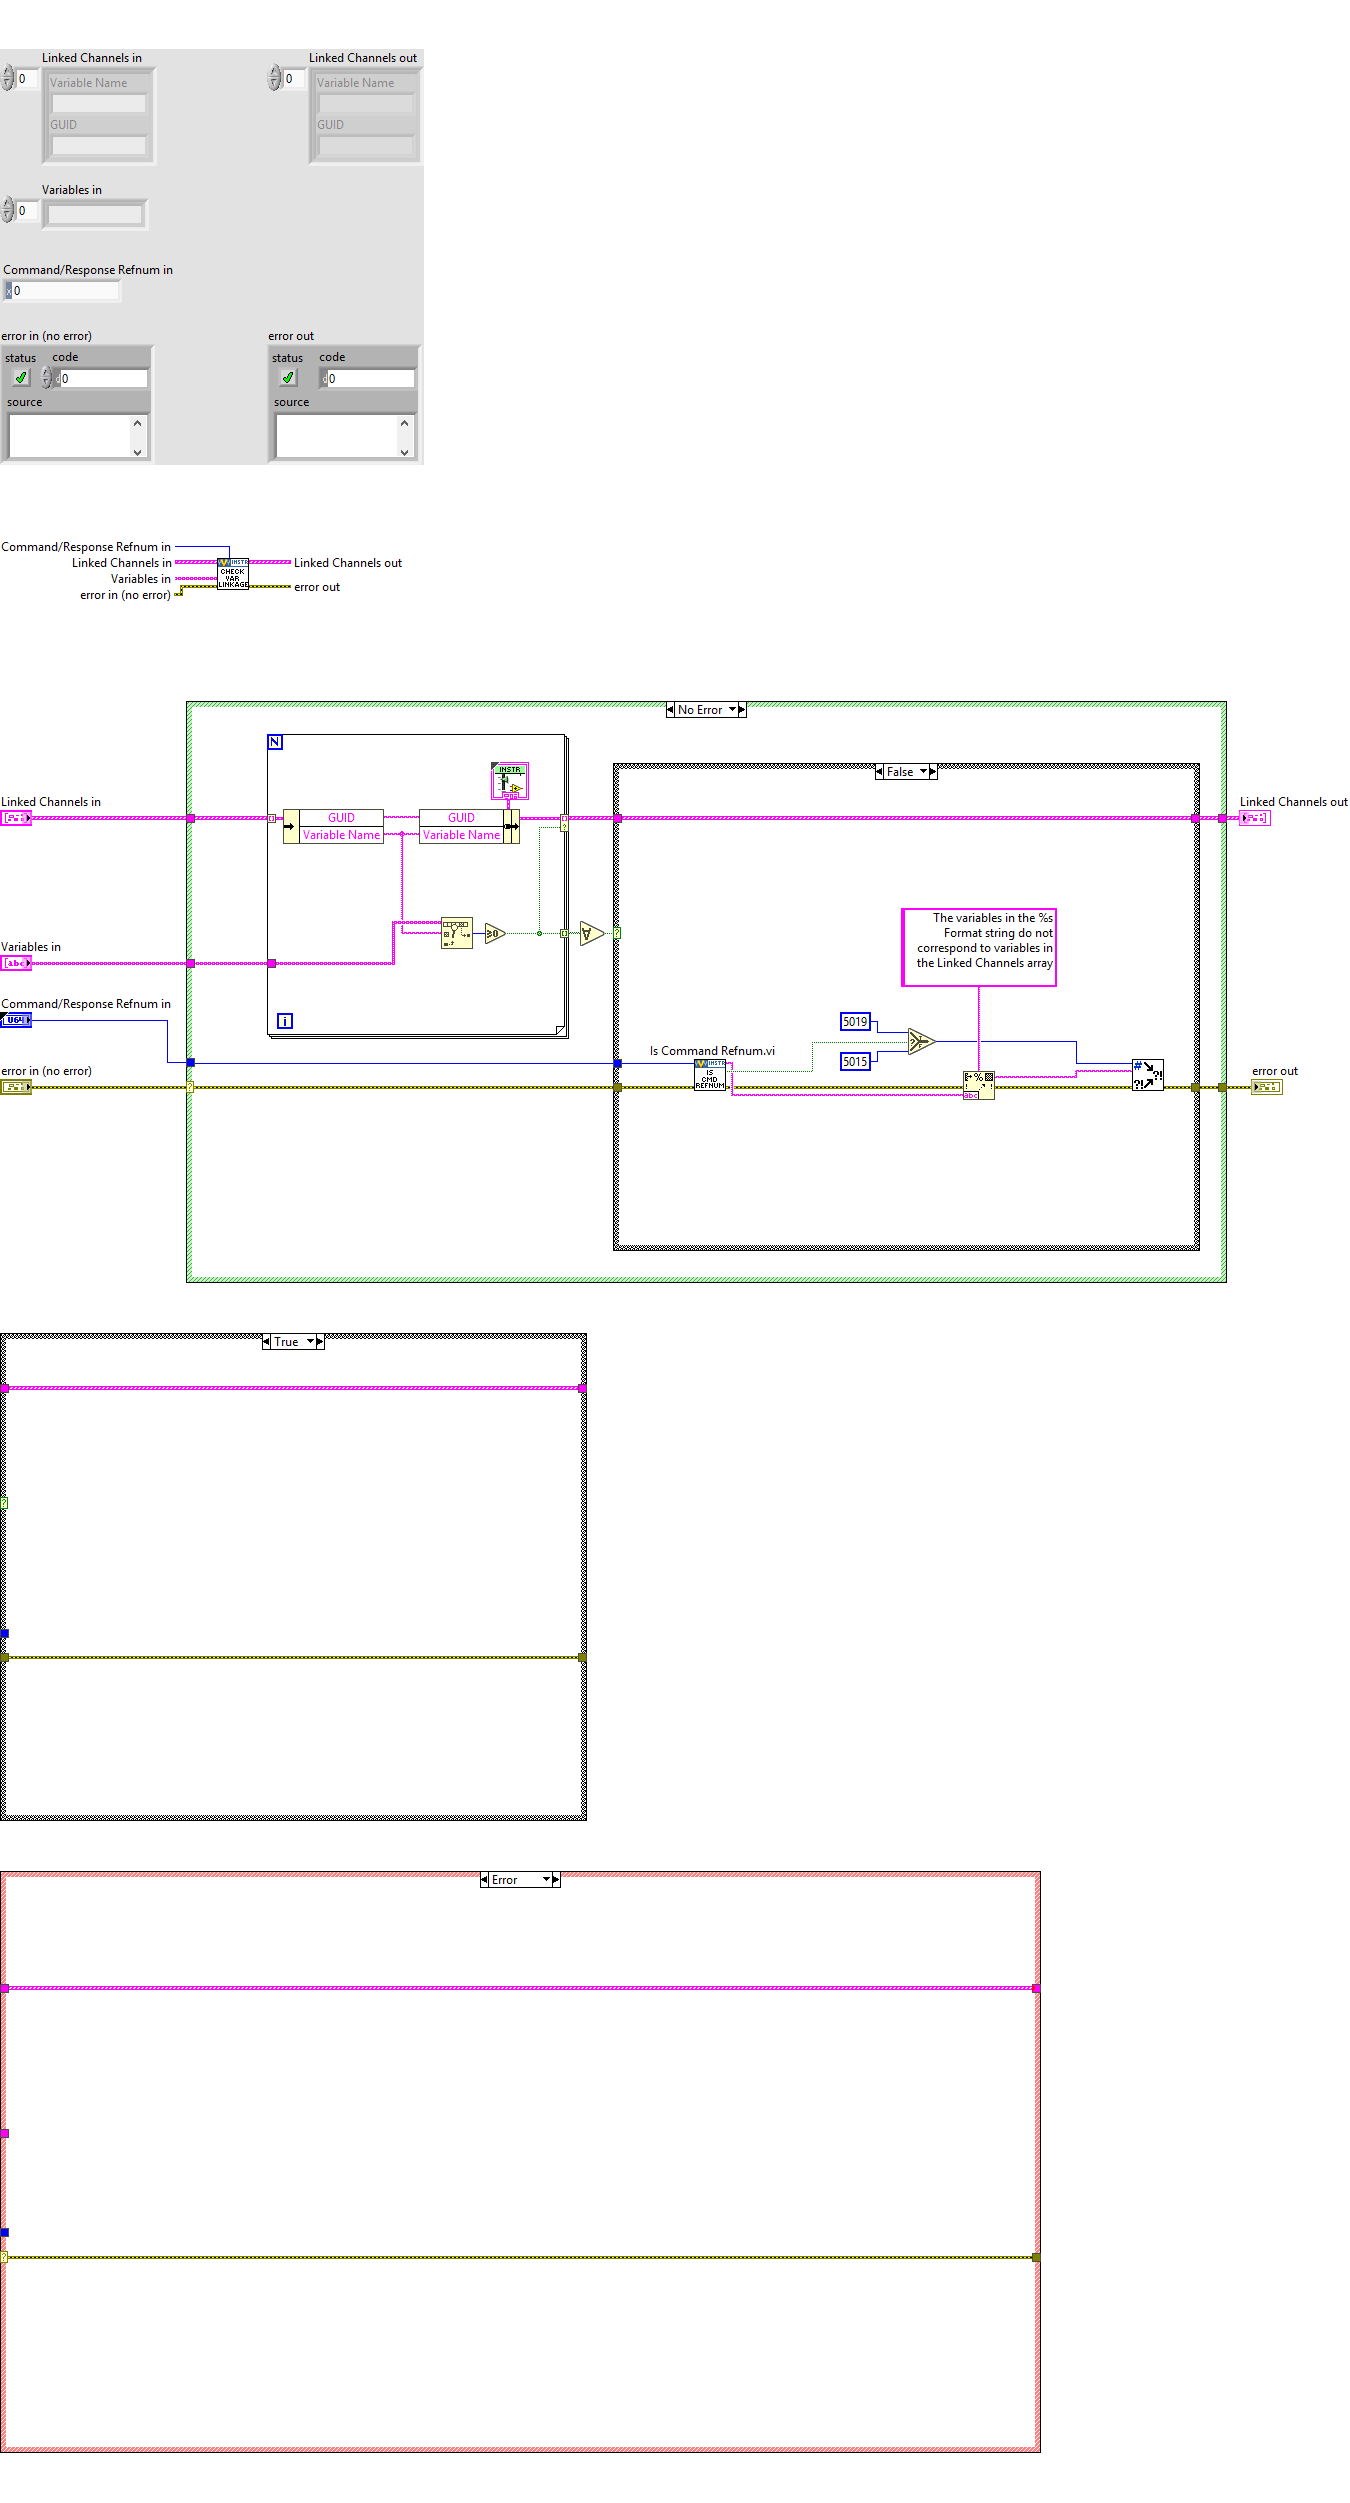 Linked Channels in
Linked Channels out
0
Variable Name
0
Variable Name
GUID
GUID
Variables in
0
Command/Response Refnum in
x 0
error in (no error)
error out
status
code
status
code
d 0
d 0
source
source
Command/Response Refnum in
Linked Channels in
Linked Channels out
Variables in
error in (no error)
error out
INSTR
CHECK
VAR
LINKAGE
No Error
N
INSTR
False
Linked Channels in
Linked Channels out
GUID
GUID
Variable Name
Variable Name
The variables in the %s
Format string do not
correspond to variables in
the Linked Channels array
≥0
Variables in
abc
Command/Response Refnum in
U64
i
5019
Is Command Refnum.vi
5015
error in (no error)
error out
INSTR
IS
CMD
REFNUM
%
abc
#
?!
?!
True
Error